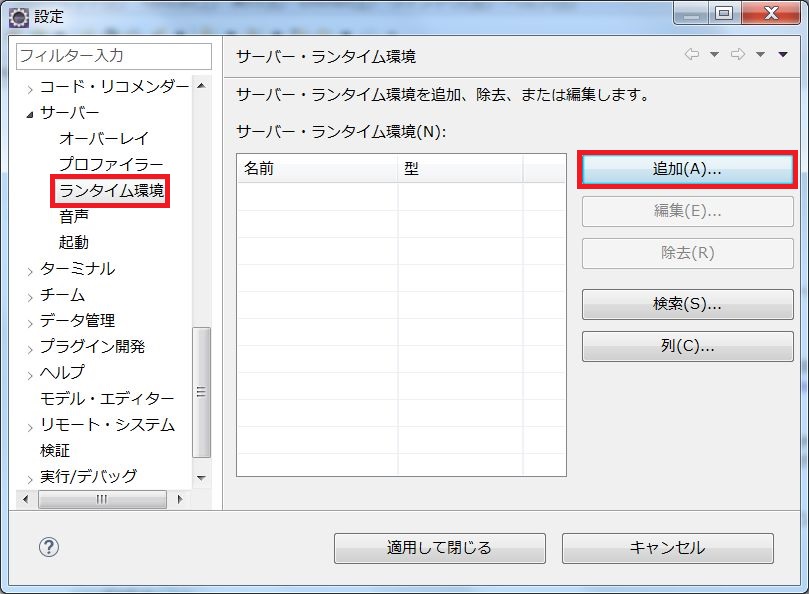 設定
フィルター入力
コード・リコメンダー
サーバー
オーバーレイ
プロファイラー
ランタイム環境
音声
起動
ターミナル
チーム
データ管理
プラグイン開発
ヘルプ
モデル・エディター
リモート・システム
検証
実行/デバッグ
サーバー・ランタイム環境
サーバー・ランタイム環境を追加、除去、または編集します。
サーバー・ランタイム環境(N):
名前 型
追加(A)...
編集(E)...
除去(R)
検索(S)...
列(C)...
適用して閉じる
キャンセル